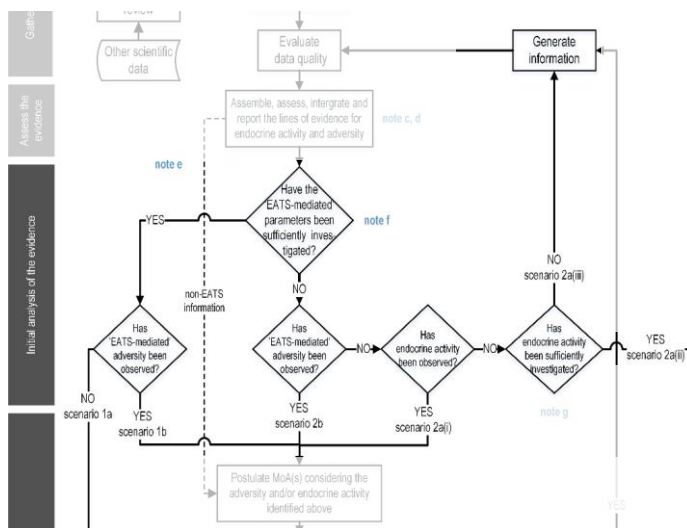 Gathe
review
Other scientific
data
Evaluate
data quality
Generate
information
Assess the
evidence
Assemble, assess, intergrate and
report the lines of evidence for
endocrine activity and adversity
note c, d
note e
Initial analysis of the evidence
Have the
EATS-mediated
parameters been
sufficiently inves-
tigated?
note f
YES
NO
non-EATS
information
NO
scenario 2a(iii)
Has
'EATS-mediated'
adversity been
observed?
Has
'EATS-mediated'
adversity been
observed?
NO
Has
endocrine activity
been observed?
NO
Has
endocrine activity
been sufficiently
investigated?
YES
scenario 2a(ii)
note g
NO
scenario 1a
YES
scenario 1b
YES
scenario 2b
YES
scenario 2a(i)
Postulate MoA(s) considering the
adversity and/or endocrine activity
identified above
YES